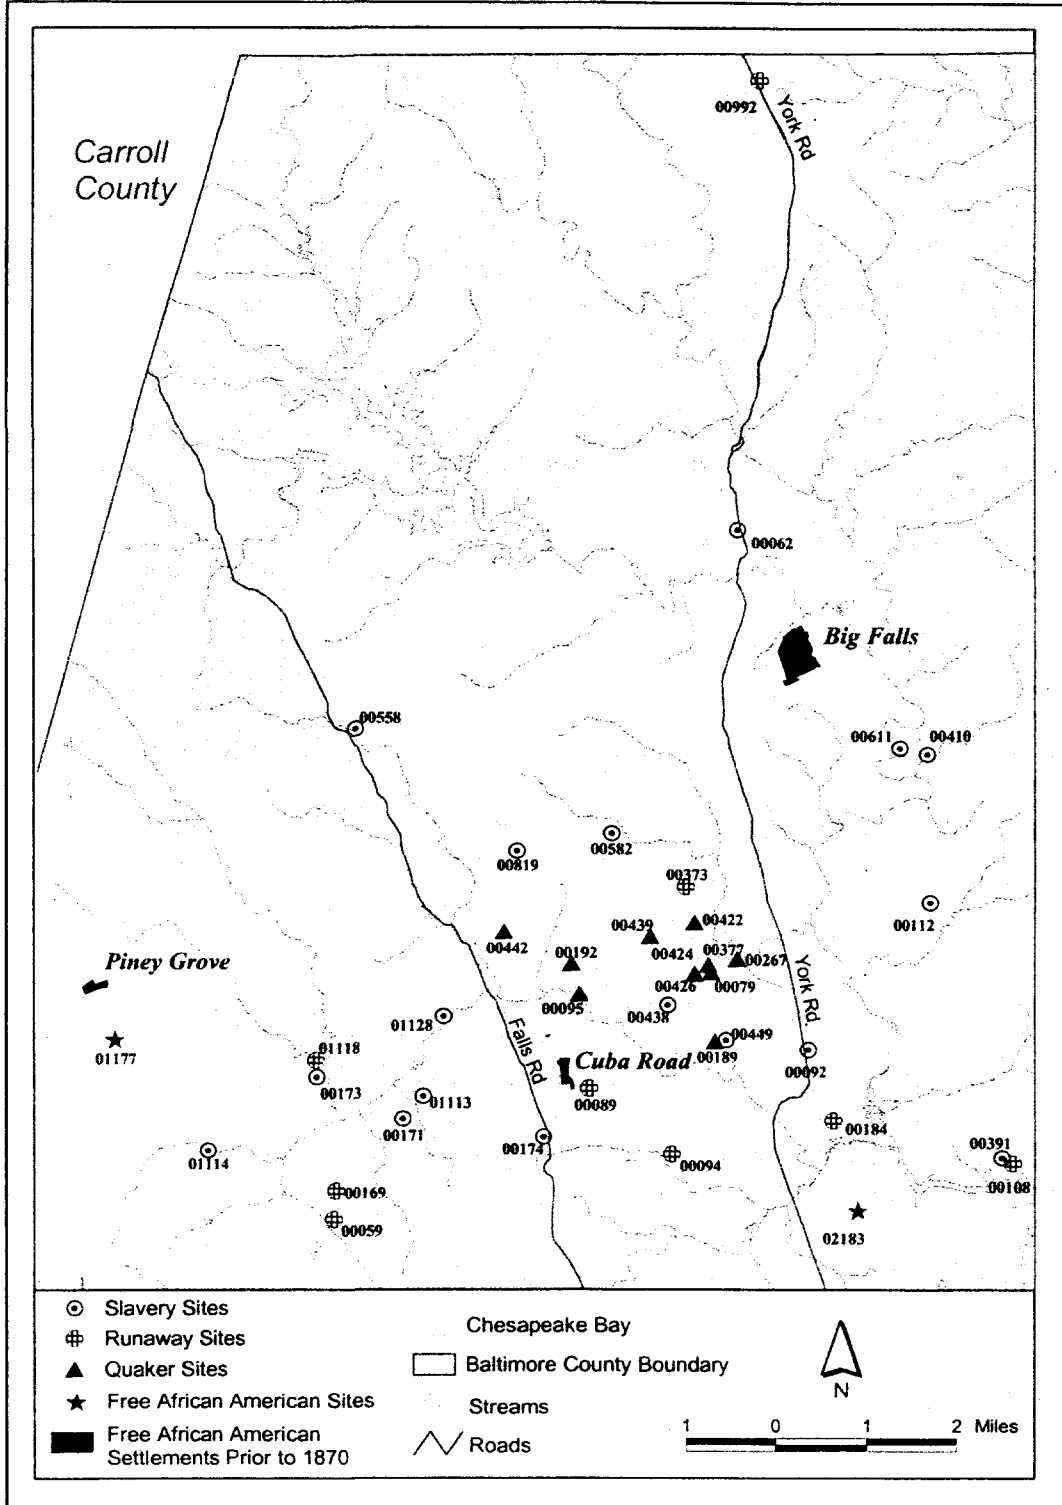 00992
York Rd
Carroll
County
00062
Big Falls
00558
00611
00410
00582
00819
00373
00112
00422
00439
00442
00192
00424
00377
00267
00426
00079
Piney Grove
00095
00438
York Rd
01128
Falls Rd
00449
01177
01118
00189
00092
Cuba Road
00173
01113
00089
00171
00184
00174
01114
00094
00391
00169
00108
00059
02183
Slavery Sites
Runaway Sites
Quaker Sites
Free African American Sites
Free African American
Settlements Prior to 1870
Chesapeake Bay
Baltimore County Boundary
Streams
Roads
N
1 0 1 2 Miles